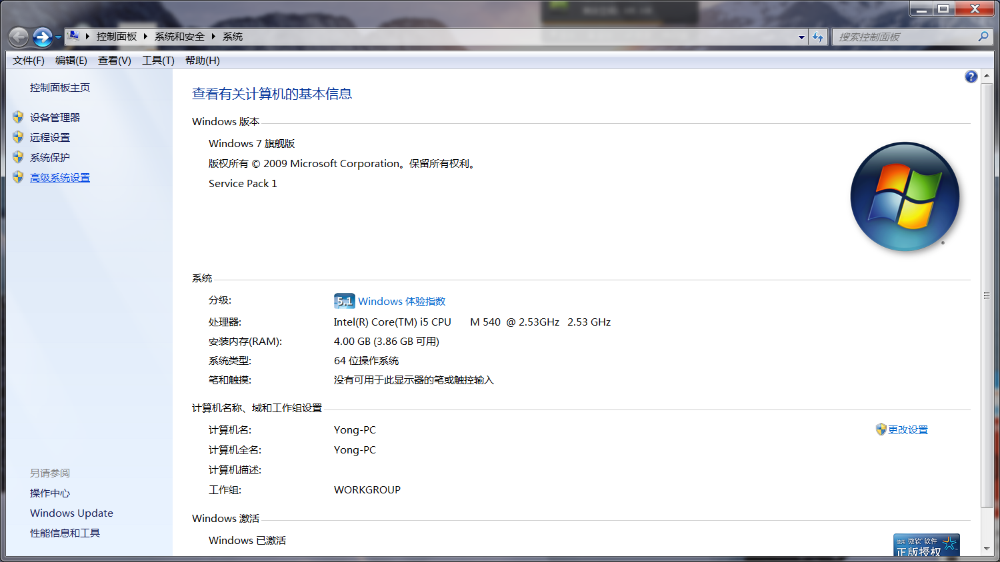 控制面板 系统和安全 系统
搜索控制面板
文件(F) 编辑(E) 查看(V) 工具(T) 帮助(H)
控制面板主页
设备管理器
远程设置
系统保护
高级系统设置
另请参阅
操作中心
Windows Update
性能信息和工具
查看有关计算机的基本信息
Windows 版本
Windows 7 旗舰版
版权所有 © 2009 Microsoft Corporation。保留所有权利。
Service Pack 1
系统
分级: 5.1 Windows 体验指数
处理器: Intel(R) Core(TM) i5 CPU M 540 @ 2.53GHz 2.53 GHz
安装内存(RAM): 4.00 GB (3.86 GB 可用)
系统类型: 64 位操作系统
笔和触摸: 没有可用于此显示器的笔或触控输入
计算机名称、域和工作组设置
计算机名: Yong-PC 更改设置
计算机全名: Yong-PC
计算机描述:
工作组: WORKGROUP
Windows 激活
Windows 已激活
使用 微软 软件
正版授权